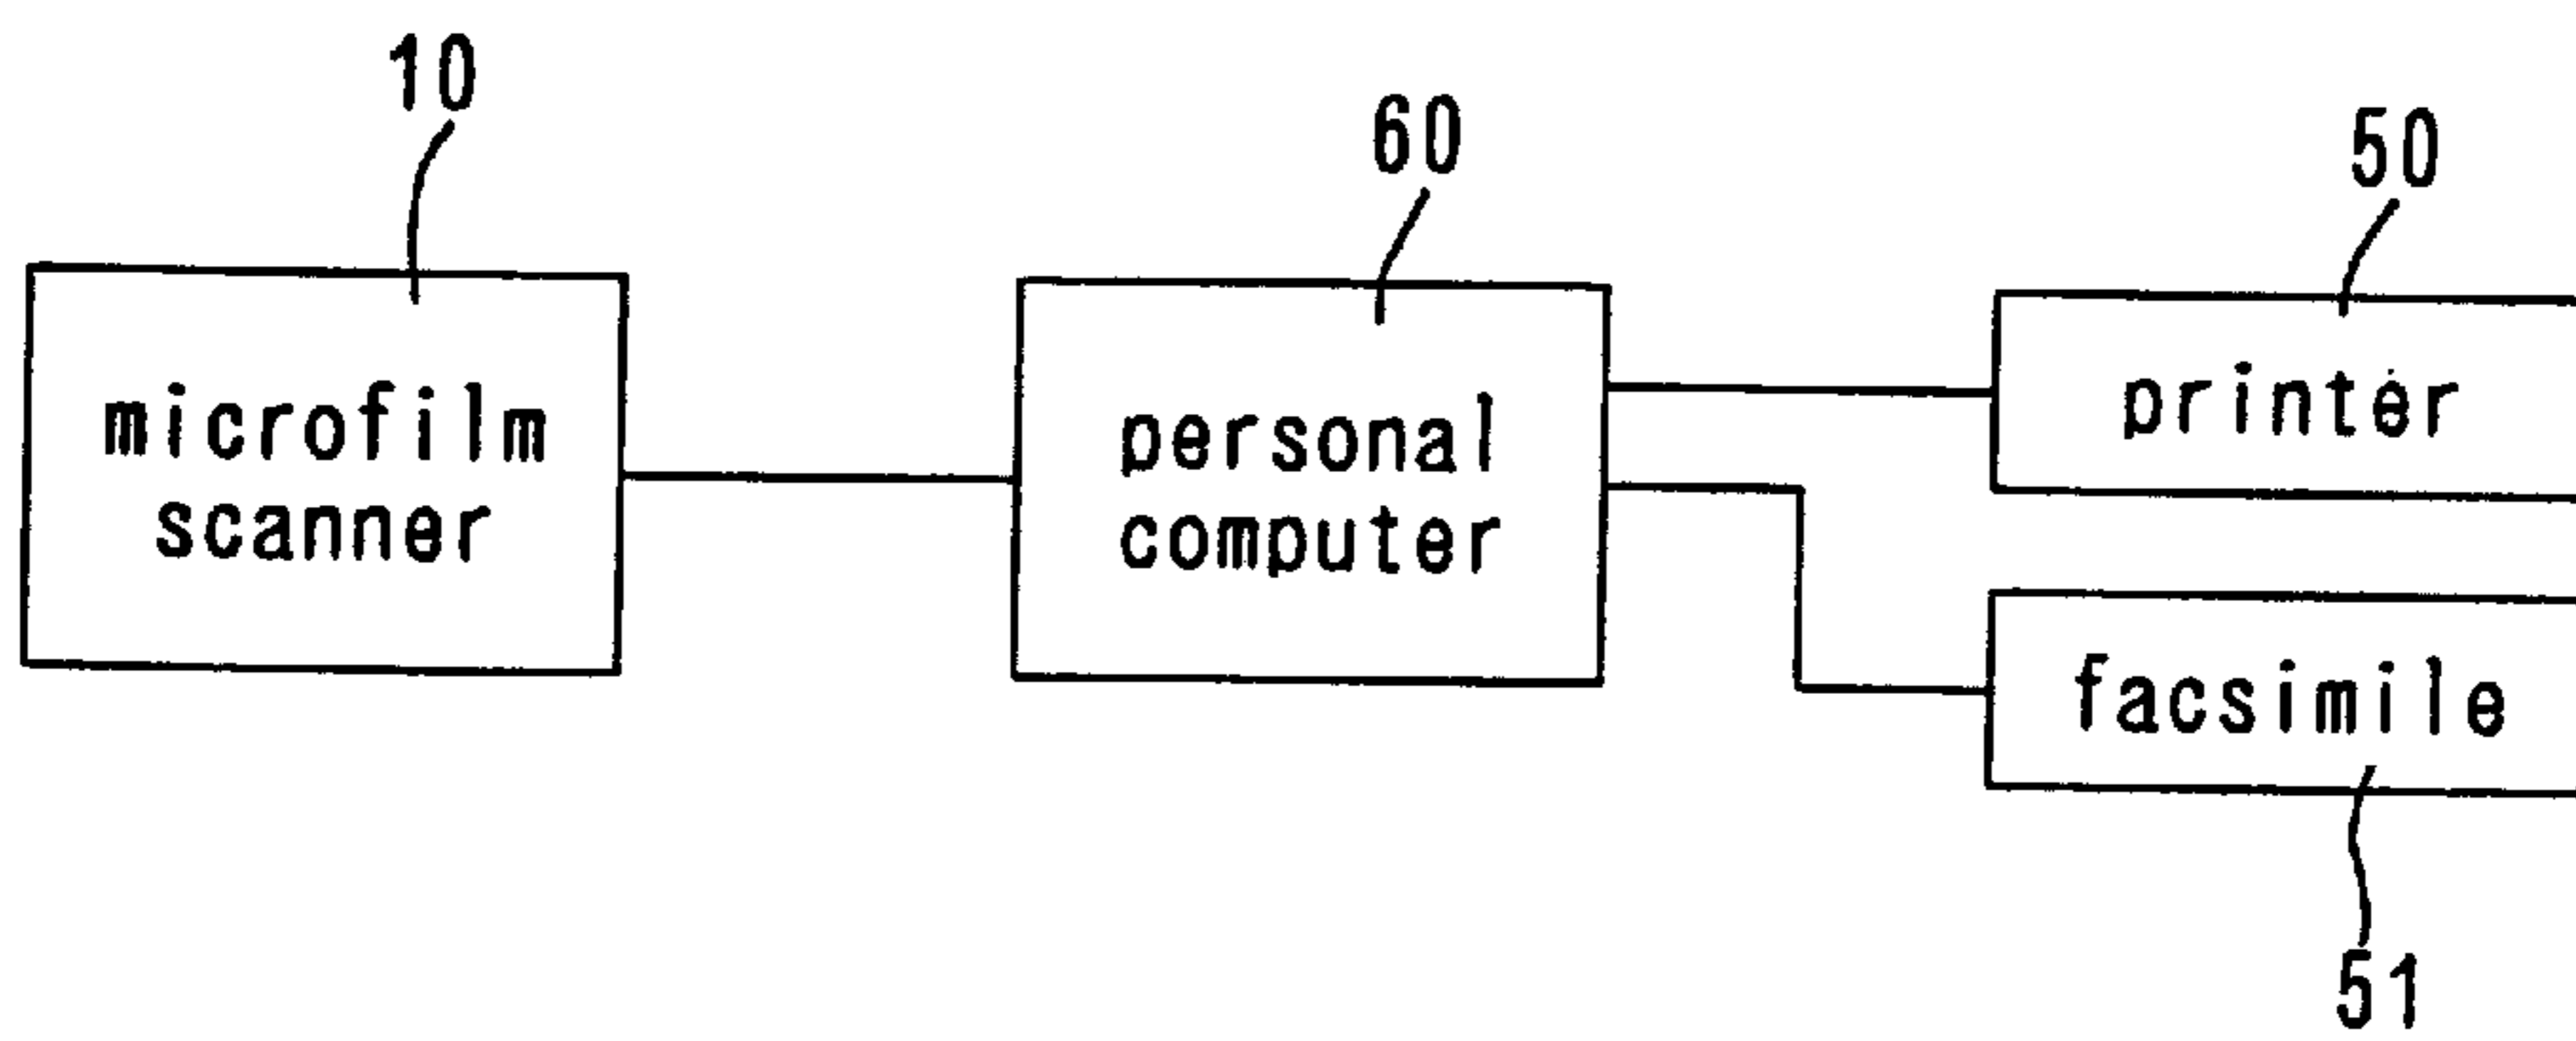 10
60
50
microfilm
scanner
personal
computer
printer
facsimile
51